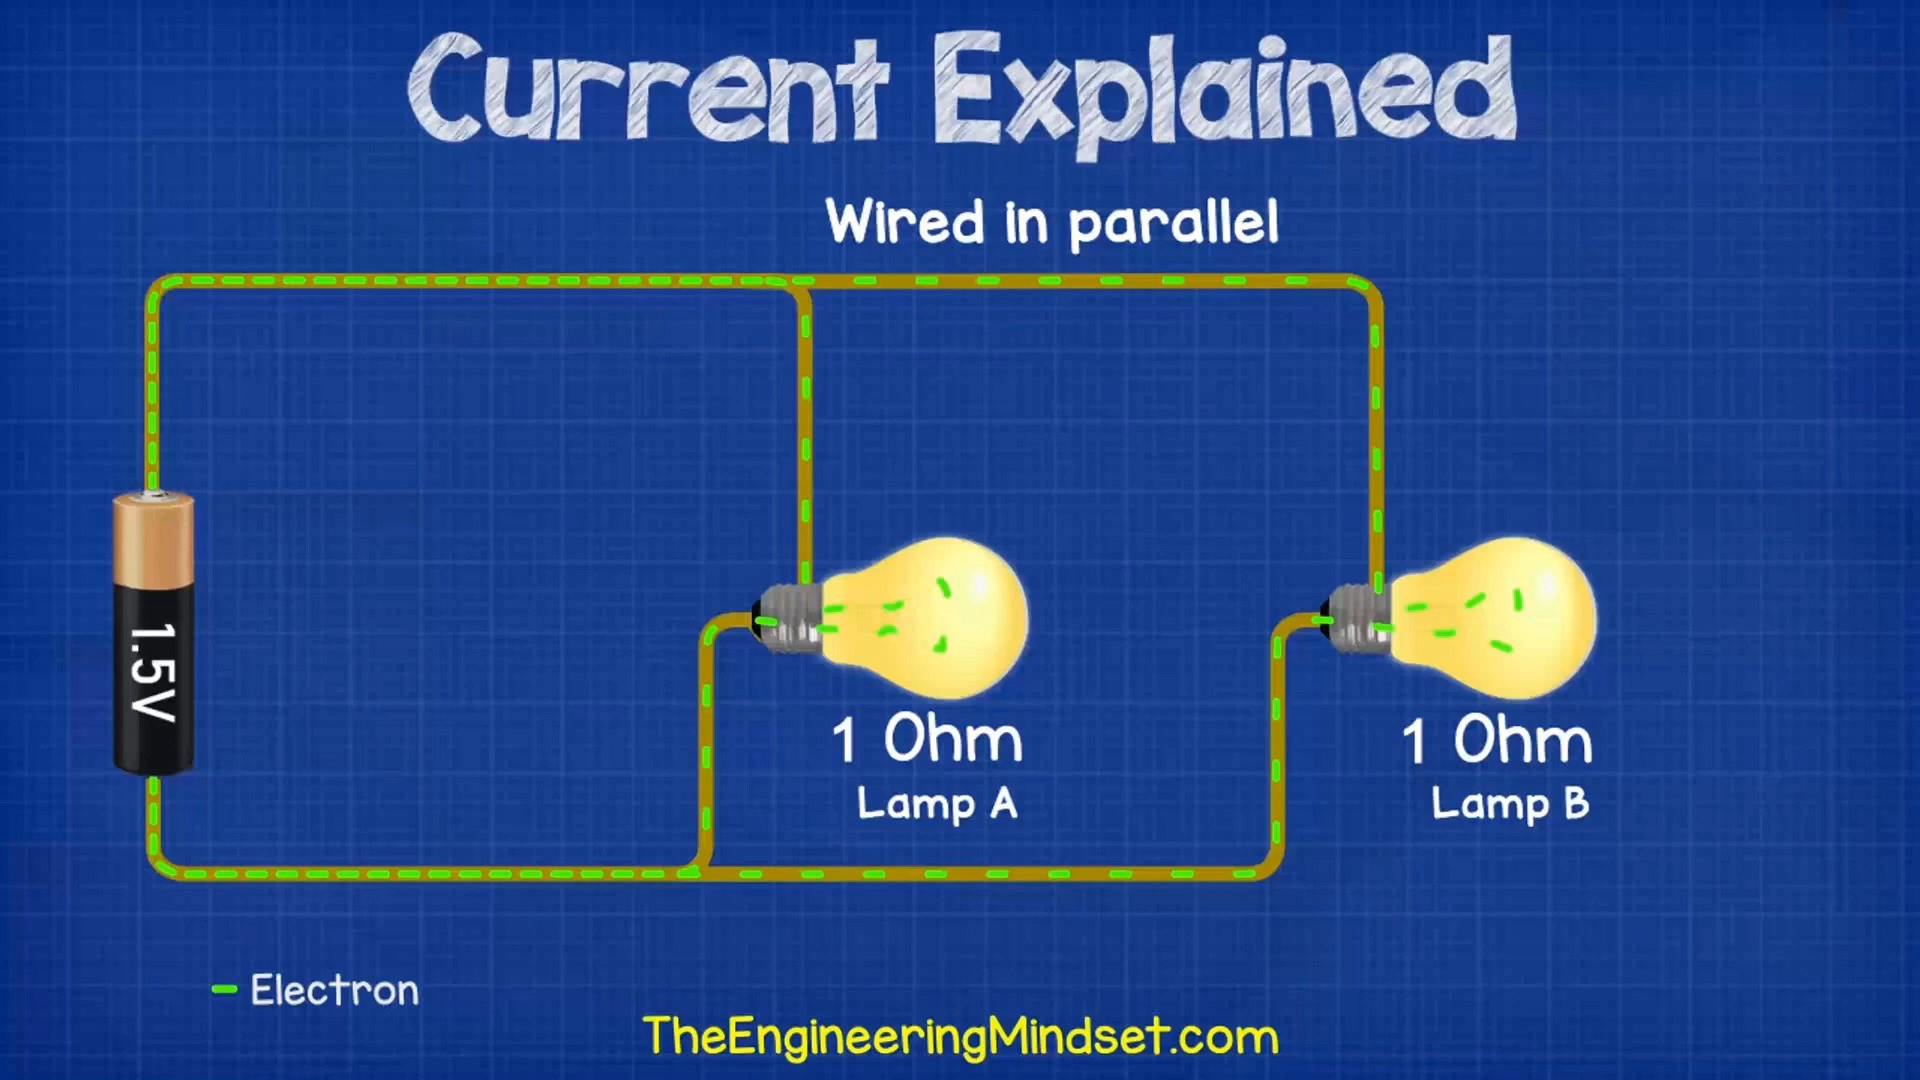 Current Explained
Wired in parallel
1.5V
1 Ohm
Lamp A
1 Ohm
Lamp B
Electron
TheEngineeringMindset.com